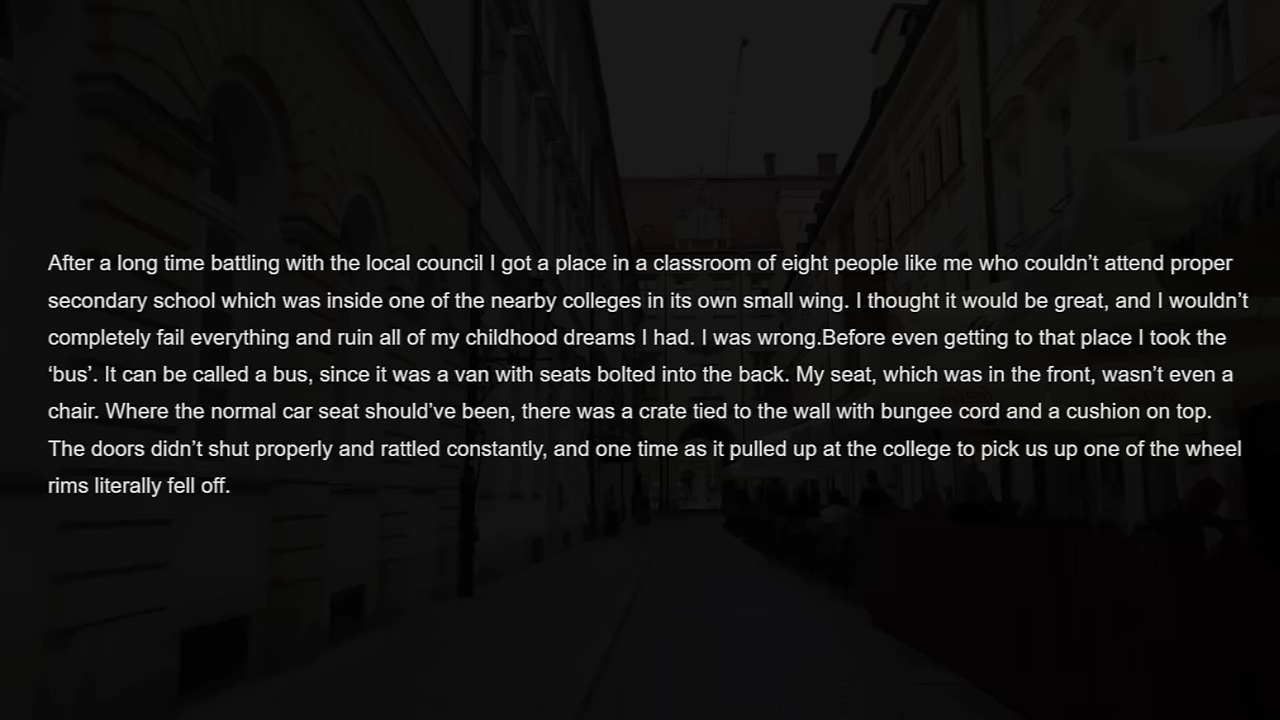 After a long time battling with the local council I got a place in a classroom of eight people like me who couldn’t attend proper
secondary school which was inside one of the nearby colleges in its own small wing. I thought it would be great, and I wouldn’t
completely fail everything and ruin all of my childhood dreams I had. I was wrong.Before even getting to that place I took the
‘bus’. It can be called a bus, since it was a van with seats bolted into the back. My seat, which was in the front, wasn’t even a
chair. Where the normal car seat should’ve been, there was a crate tied to the wall with bungee cord and a cushion on top.
The doors didn’t shut properly and rattled constantly, and one time as it pulled up at the college to pick us up one of the wheel
rims literally fell off.